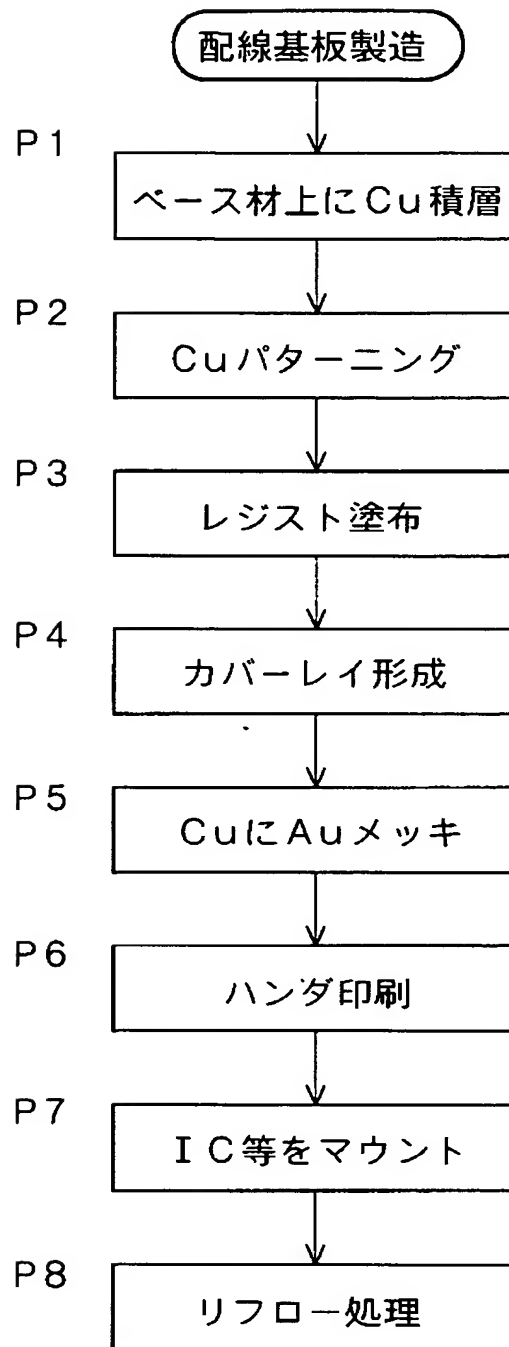 配線基板製造
P1
ベース材上にCu積層
P2
Cuパターニング
P3
レジスト塗布
P4
カバーレイ形成
P5
CuにAuメッキ
P6
ハンダ印刷
P7
IC等をマウント
P8
リフロー処理